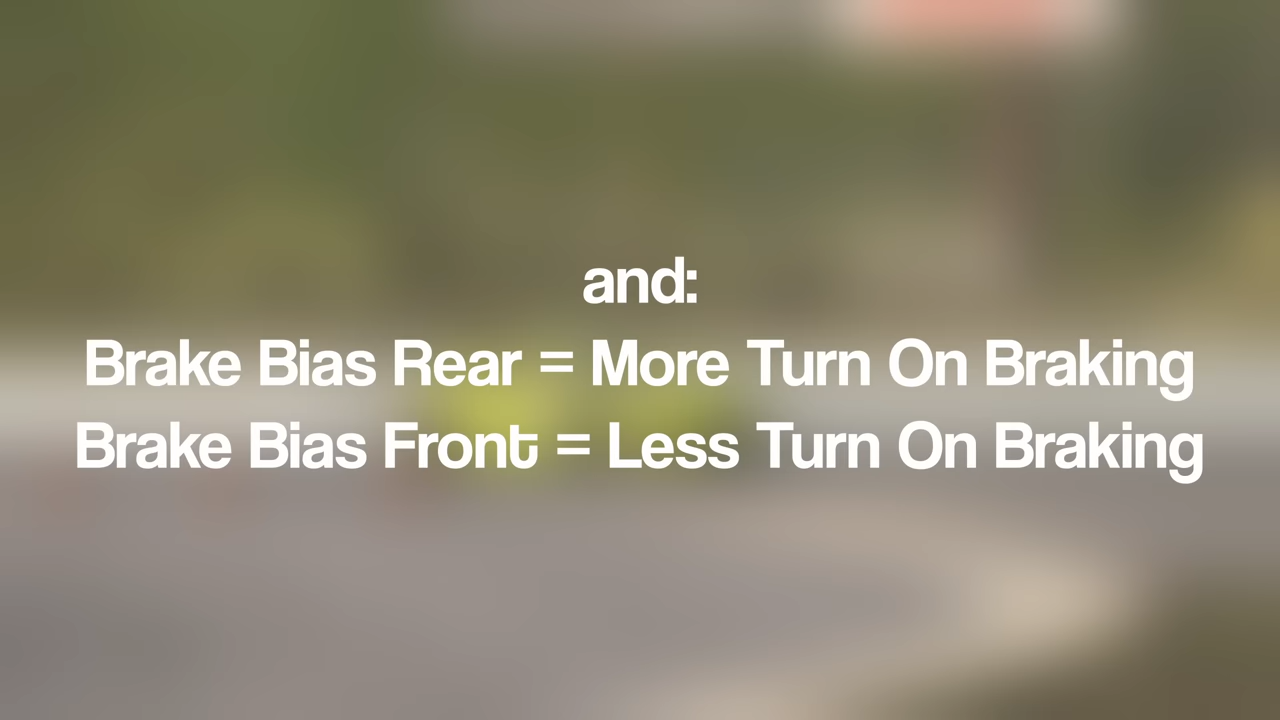 and:
Brake Bias Rear = More Turn On Braking
Brake Bias Front = Less Turn On Braking